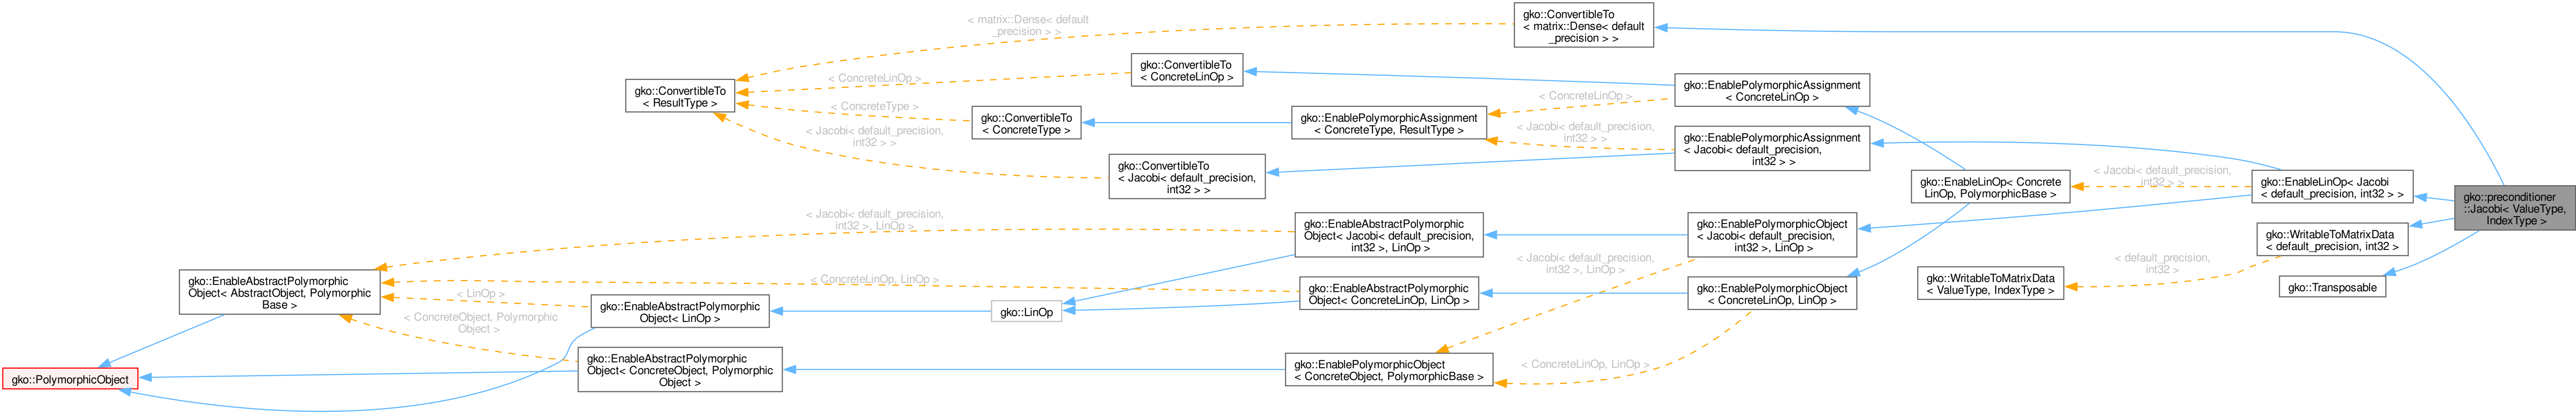 gko::PolymorphicObject
gko::EnableAbstractPolymorphic
Object< AbstractObject, Polymorphic
Base >
gko::ConvertibleTo
< ResultType >
< matrix::Dense< default
_precision > >
< ConcreteLinOp >
< ConcreteType >
< Jacobi< default_precision,
int32 > >
< Jacobi< default_precision,
int32 >, LinOp >
< ConcreteLinOp, LinOp >
< LinOp >
< ConcreteObject, Polymorphic
Object >
gko::EnableAbstractPolymorphic
Object< LinOp >
gko::EnableAbstractPolymorphic
Object< ConcreteObject, Polymorphic
Object >
gko::ConvertibleTo
< matrix::Dense< default
_precision > >
gko::ConvertibleTo
< ConcreteLinOp >
gko::ConvertibleTo
< ConcreteType >
gko::ConvertibleTo
< Jacobi< default_precision,
int32 > >
gko::LinOp
gko::EnablePolymorphicAssignment
< ConcreteType, ResultType >
gko::EnableAbstractPolymorphic
Object< Jacobi< default_precision,
int32 >, LinOp >
gko::EnableAbstractPolymorphic
Object< ConcreteLinOp, LinOp >
gko::EnablePolymorphicObject
< ConcreteObject, PolymorphicBase >
< ConcreteLinOp >
< Jacobi< default_precision,
int32 > >
< Jacobi< default_precision,
int32 >, LinOp >
< ConcreteLinOp, LinOp >
gko::EnablePolymorphicAssignment
< ConcreteLinOp >
gko::EnablePolymorphicAssignment
< Jacobi< default_precision,
int32 > >
gko::EnablePolymorphicObject
< Jacobi< default_precision,
int32 >, LinOp >
gko::EnablePolymorphicObject
< ConcreteLinOp, LinOp >
gko::EnableLinOp< Concrete
LinOp, PolymorphicBase >
gko::WritableToMatrixData
< ValueType, IndexType >
< Jacobi< default_precision,
int32 > >
< default_precision,
int32 >
gko::EnableLinOp< Jacobi
< default_precision, int32 > >
gko::WritableToMatrixData
< default_precision, int32 >
gko::Transposable
gko::preconditioner
::Jacobi< ValueType,
IndexType >